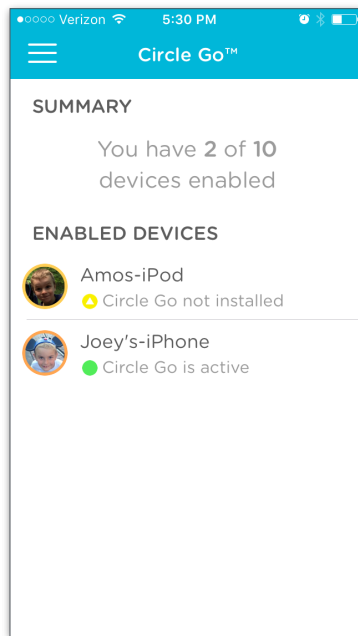 Verizon 5:30 PM
Circle Go™
SUMMARY
You have 2 of 10
devices enabled
ENABLED DEVICES
Amos-iPod
Circle Go not installed
Joey's-iPhone
Circle Go is active